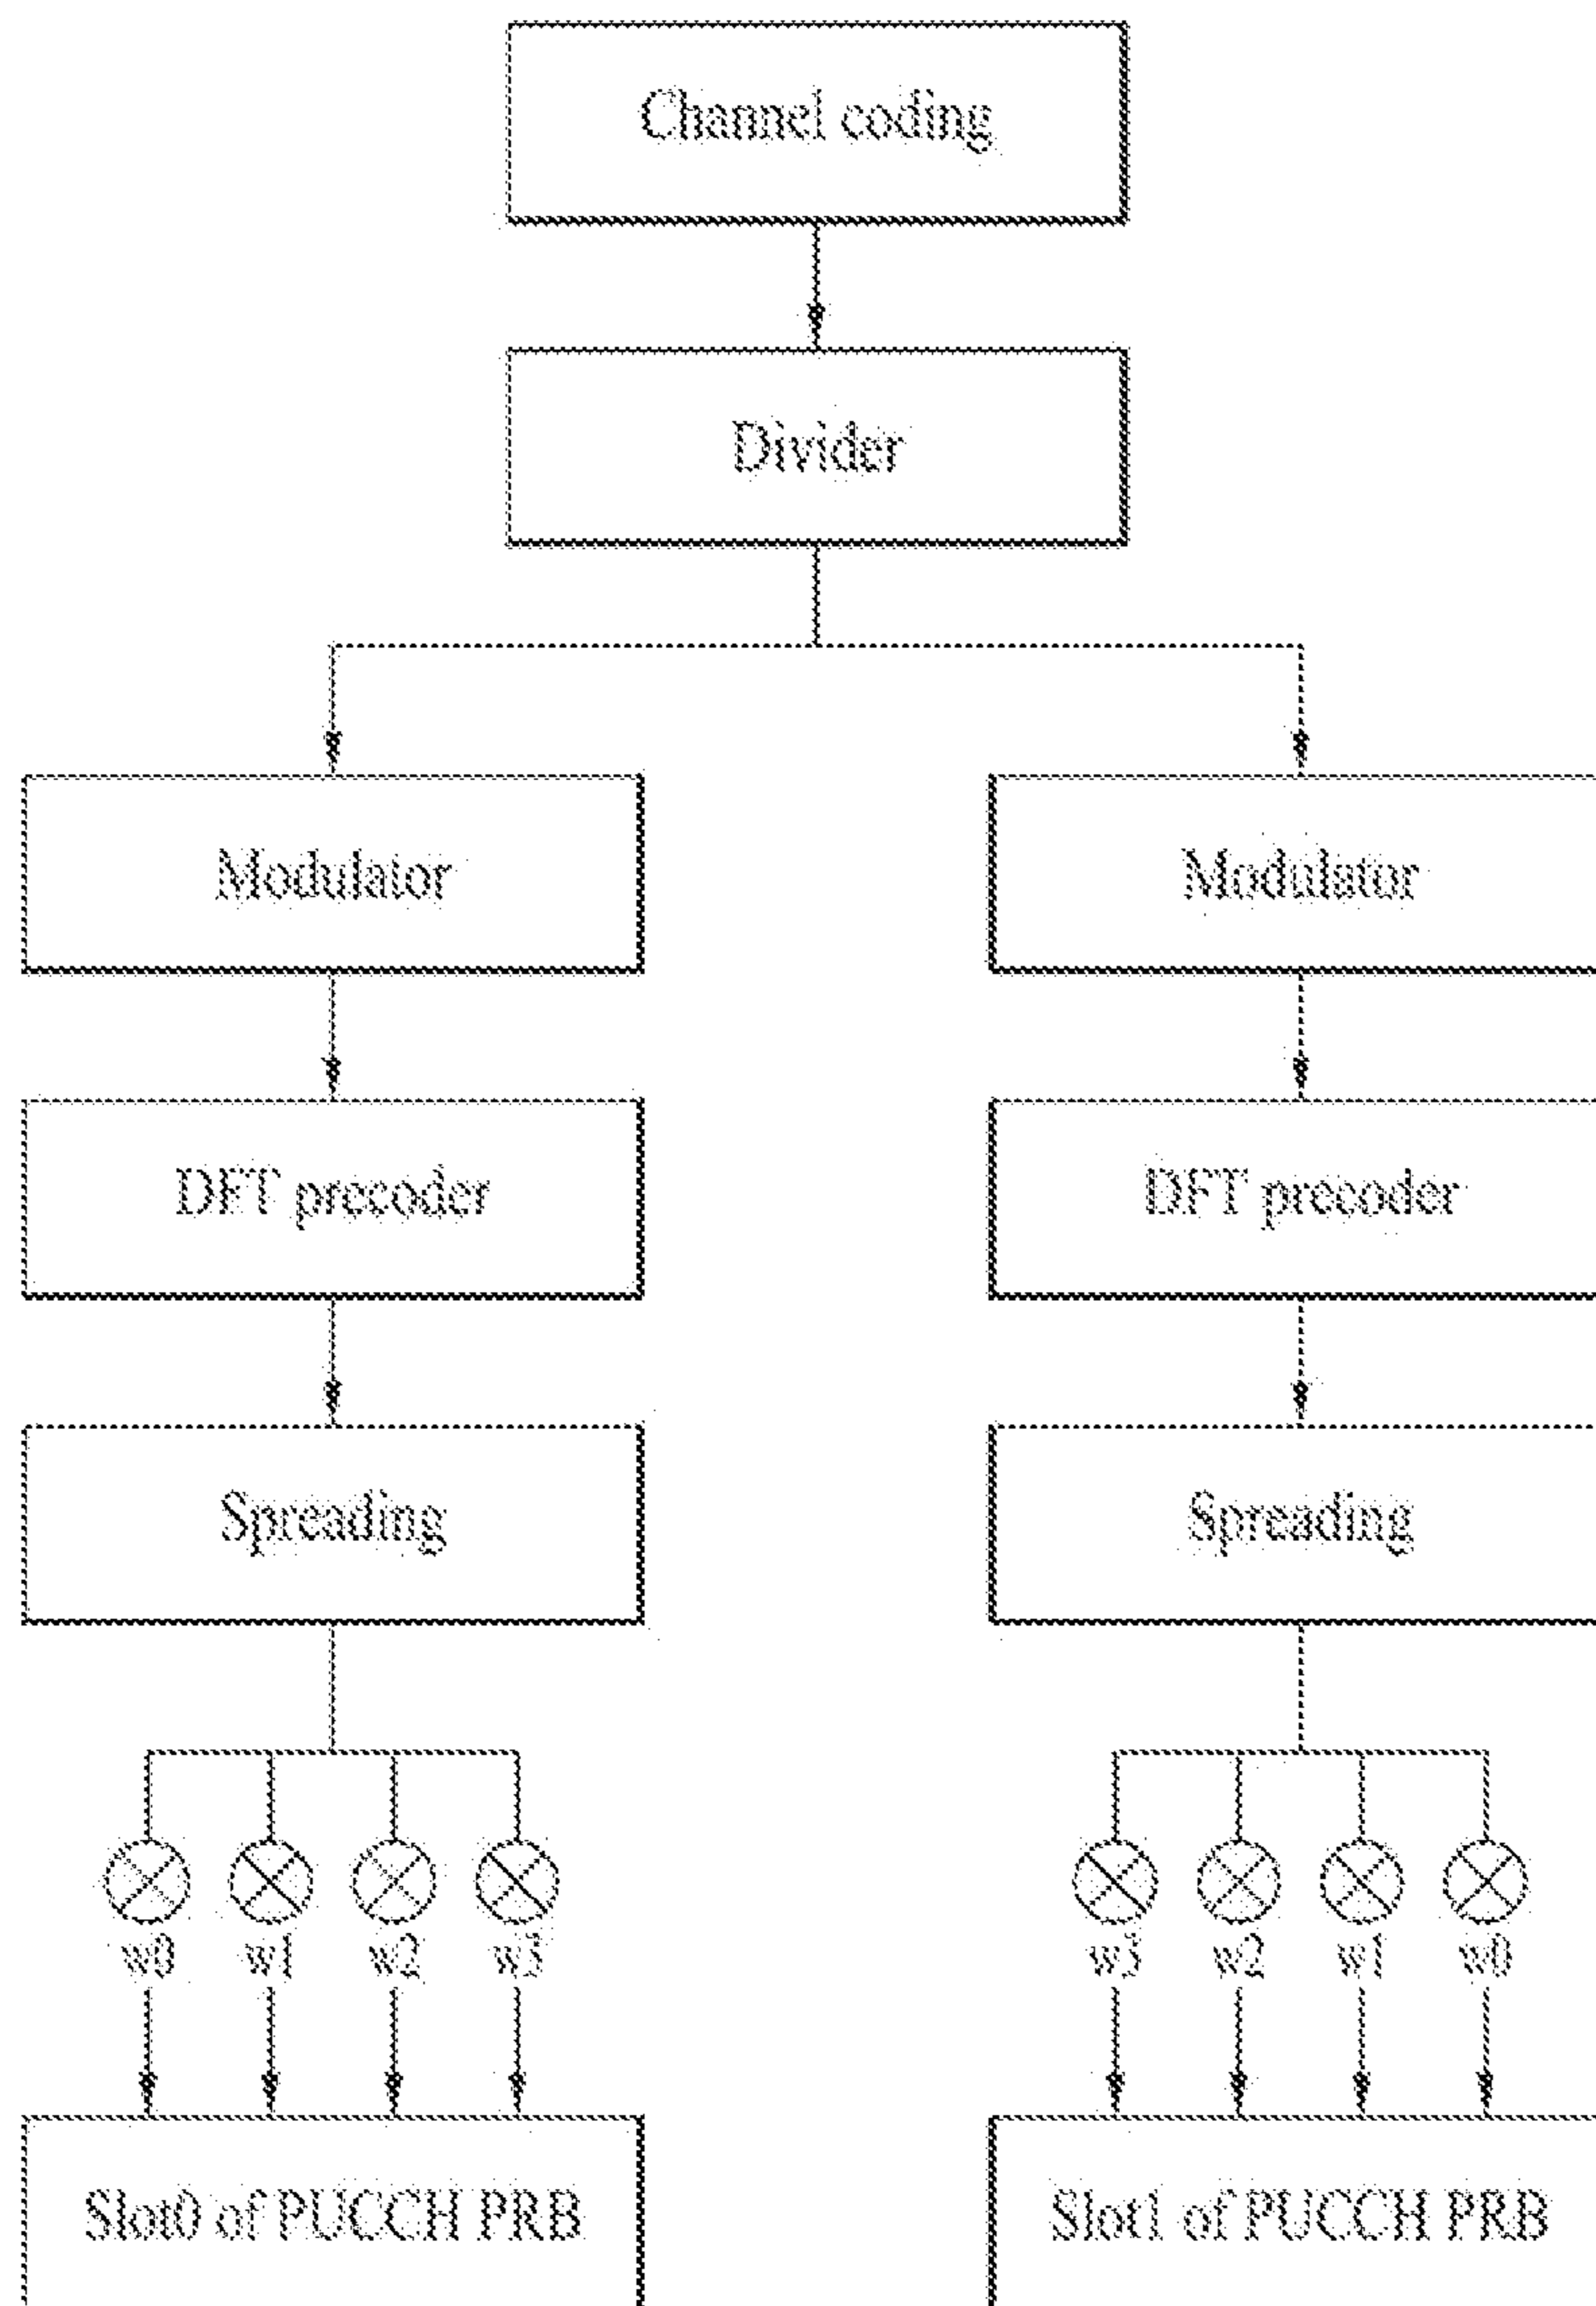 Channel coding
Divider
Modulator Modulator
DFT precoder DFT precoder
Spreading Spreading
w0 w1 w2 w3 w3 w2 w1 w0
Slot0 of PUCCH PRB Slot1 of PUCCH PRB